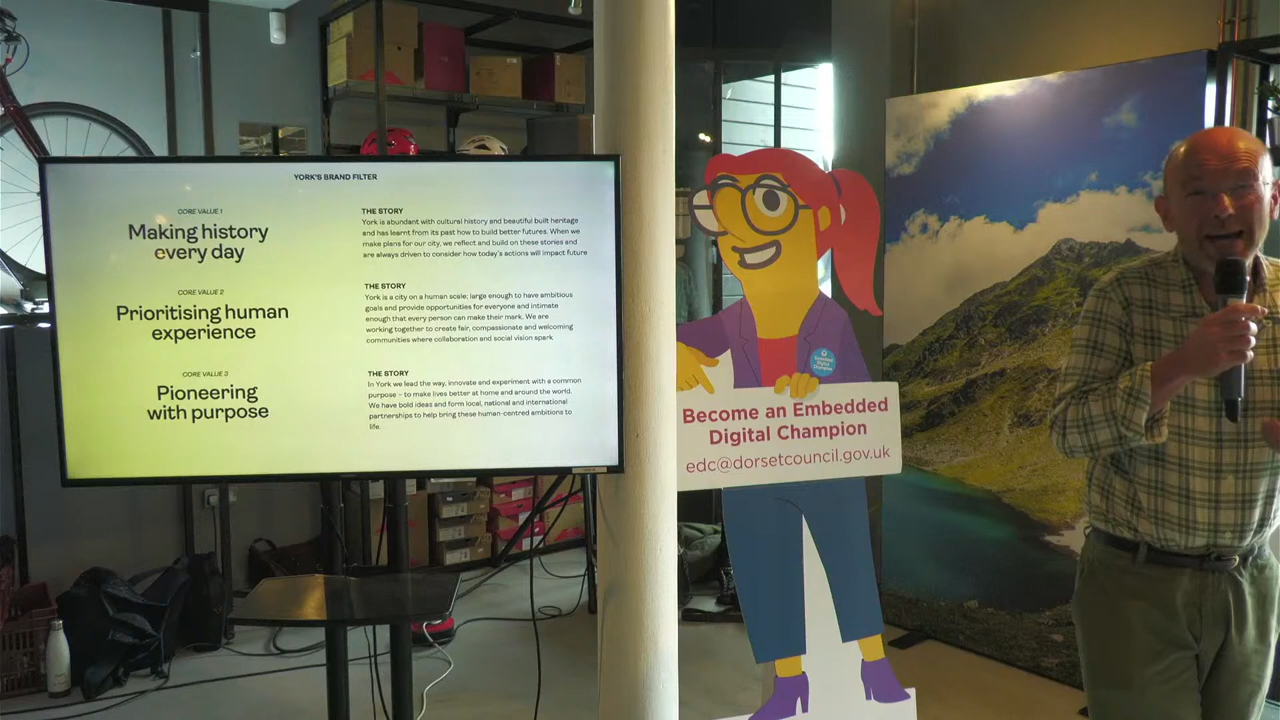 YORK'S BRAND FILTER
CORE VALUE 1
Making history
every day
THE STORY
York is abundant with cultural history and beautiful built heritage
and has learnt from its past how to build better futures. When we
make plans for our city, we reflect and build on these stories and
are always driven to consider how today's actions will impact future
CORE VALUE 2
Prioritising human
experience
THE STORY
York is a city on a human scale; large enough to have ambitious
goals and provide opportunities for everyone and intimate
enough that every person can make their mark. We are
working together to create fair, compassionate and welcoming
communities where collaboration and social vision spark
CORE VALUE 3
Pioneering
with purpose
THE STORY
In York we lead the way, innovate and experiment with a common
purpose – to make lives better at home and around the world.
We have bold ideas and form local, national and international
partnerships to help bring these human-centred ambitions to
life.
Embedded
Digital
Champion
Become an Embedded
Digital Champion
edc@dorsetcouncil.gov.uk